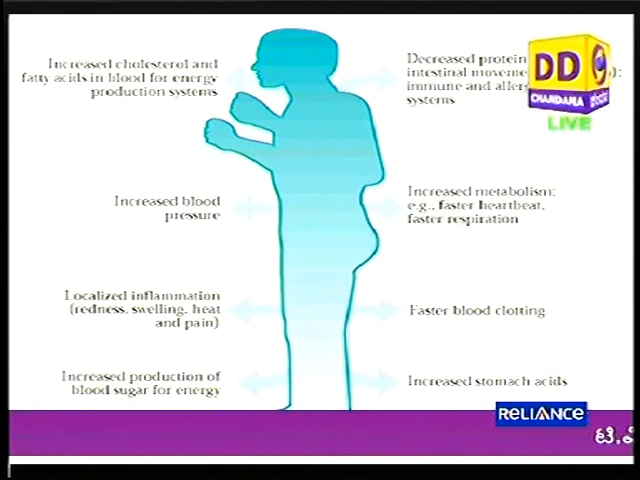 Increased cholesterol and
fatty acids in blood for energy
production systems
Decreased protein
intestinal
immune and
systems
DD
CHANDANA
LIVE
Increased blood
pressure
Increased metabolism:
e.g., faster heartbeat,
faster respiration
Localized inflammation
(redness, swelling, heat
and pain)
Faster blood clotting
Increased production of
blood sugar for energy
Increased stomach acids
RELIANCE
ಟಿ.ವಿ